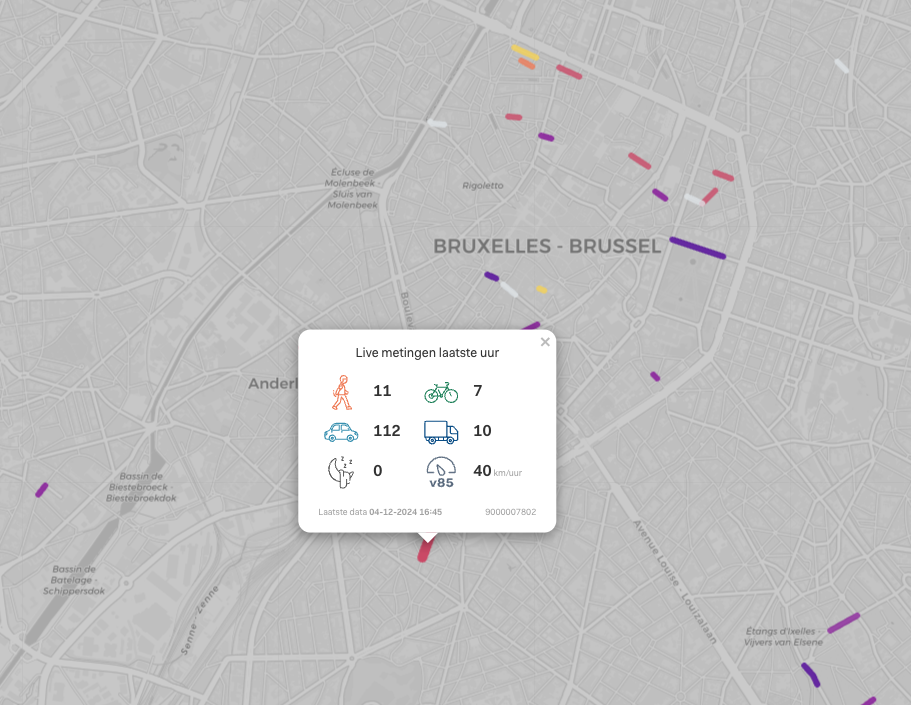 Écluse de
Molenbeek -
Sluis van
Molenbeek
Rigoletto
BRUXELLES - BRUSSEL
Boulev
Anderl
Live metingen laatste uur
11
7
112
10
z z
z
0
v85
40 km/uur
Laatste data 04-12-2024 16:45
9000007802
Bassin de
Biestebroeck -
Biestebroekdok
Bassin de
Batelage -
Schippersdok
Senne - Zenne
Avenue Louise - Louizalaan
Étangs d'Ixelles -
Vijvers van Elsene